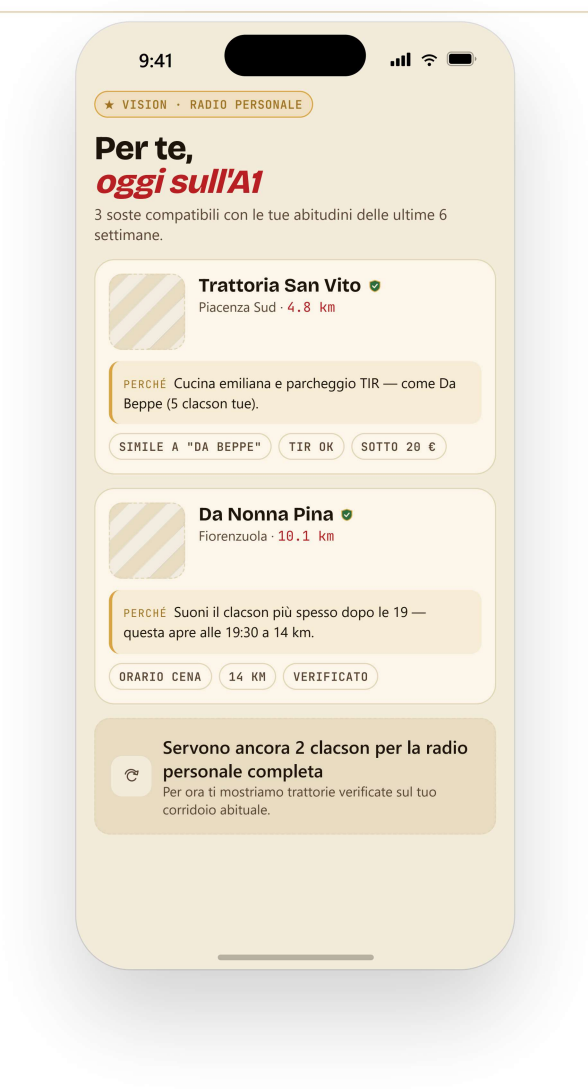 9:41
★ VISION · RADIO PERSONALE
Per te,
oggi sull'A1
3 soste compatibili con le tue abitudini delle ultime 6
settimane.
Trattoria San Vito
Piacenza Sud · 4.8 km
PERCHÉ Cucina emiliana e parcheggio TIR — come Da
Beppe (5 clacson tue).
SIMILE A "DA BEPPE" TIR OK SOTTO 20 €
Da Nonna Pina
Fiorenzuola · 10.1 km
PERCHÉ Suoni il clacson più spesso dopo le 19 —
questa apre alle 19:30 a 14 km.
ORARIO CENA 14 KM VERIFICATO
Servono ancora 2 clacson per la radio
personale completa
Per ora ti mostriamo trattorie verificate sul tuo
corridoio abituale.